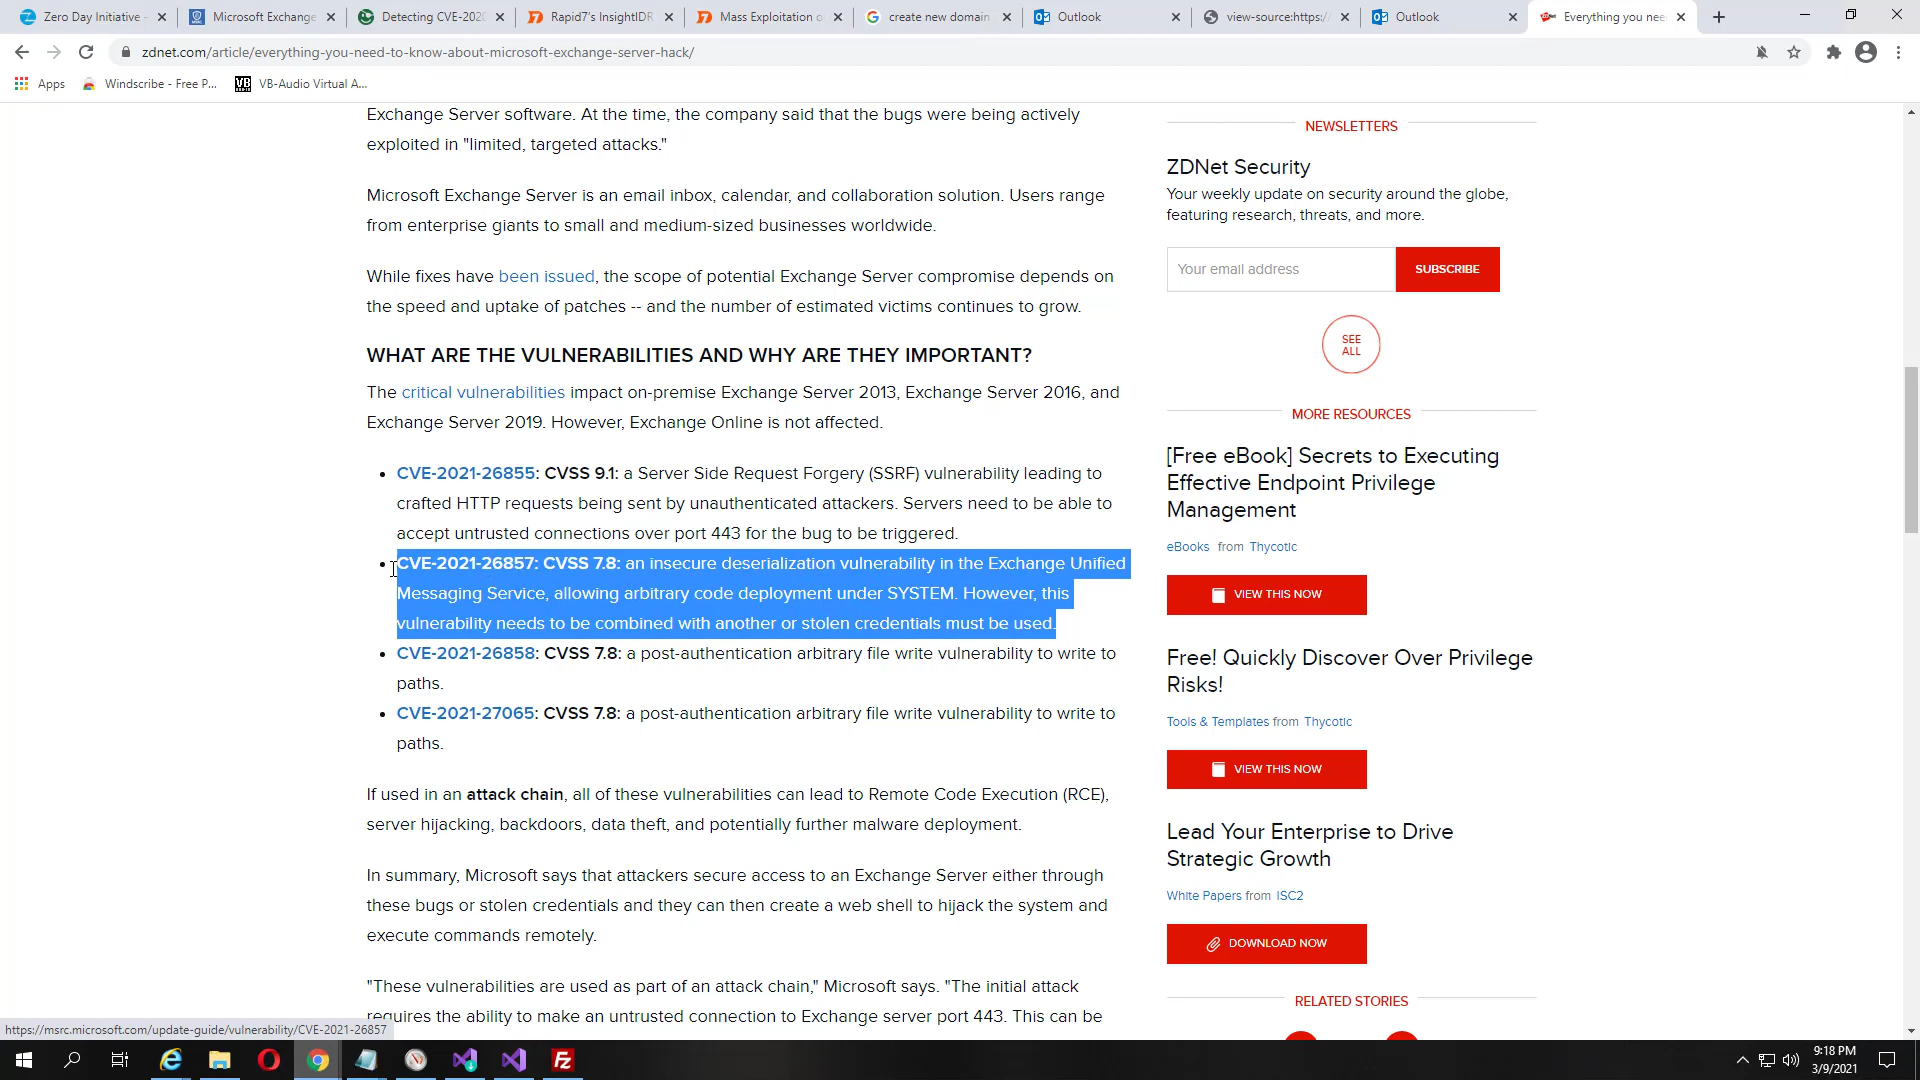 Zero Day Initiative
Microsoft Exchange
Detecting CVE-202
Rapid7's InsightIDR
Mass Exploitation o
create new domain
Outlook
view-source:https:/
Outlook
Everything you nee
zdnet.com/article/everything-you-need-to-know-about-microsoft-exchange-server-hack/
Apps
Windscribe - Free P...
VB
VB-Audio Virtual A...
Exchange Server software. At the time, the company said that the bugs were being actively
exploited in "limited, targeted attacks."
Microsoft Exchange Server is an email inbox, calendar, and collaboration solution. Users range
from enterprise giants to small and medium-sized businesses worldwide.
While fixes have been issued, the scope of potential Exchange Server compromise depends on
the speed and uptake of patches -- and the number of estimated victims continues to grow.
WHAT ARE THE VULNERABILITIES AND WHY ARE THEY IMPORTANT?
The critical vulnerabilities impact on-premise Exchange Server 2013, Exchange Server 2016, and
Exchange Server 2019. However, Exchange Online is not affected.
CVE-2021-26855: CVSS 9.1: a Server Side Request Forgery (SSRF) vulnerability leading to
crafted HTTP requests being sent by unauthenticated attackers. Servers need to be able to
accept untrusted connections over port 443 for the bug to be triggered.
CVE-2021-26857: CVSS 7.8: an insecure deserialization vulnerability in the Exchange Unified
Messaging Service, allowing arbitrary code deployment under SYSTEM. However, this
vulnerability needs to be combined with another or stolen credentials must be used.
CVE-2021-26858: CVSS 7.8: a post-authentication arbitrary file write vulnerability to write to
paths.
CVE-2021-27065: CVSS 7.8: a post-authentication arbitrary file write vulnerability to write to
paths.
If used in an attack chain, all of these vulnerabilities can lead to Remote Code Execution (RCE),
server hijacking, backdoors, data theft, and potentially further malware deployment.
In summary, Microsoft says that attackers secure access to an Exchange Server either through
these bugs or stolen credentials and they can then create a web shell to hijack the system and
execute commands remotely.
"These vulnerabilities are used as part of an attack chain," Microsoft says. "The initial attack
requires the ability to make an untrusted connection to Exchange server port 443. This can be
NEWSLETTERS
ZDNet Security
Your weekly update on security around the globe,
featuring research, threats, and more.
Your email address
SUBSCRIBE
SEE
ALL
MORE RESOURCES
[Free eBook] Secrets to Executing
Effective Endpoint Privilege
Management
eBooks from Thycotic
VIEW THIS NOW
Free! Quickly Discover Over Privilege
Risks!
Tools & Templates from Thycotic
VIEW THIS NOW
Lead Your Enterprise to Drive
Strategic Growth
White Papers from ISC2
DOWNLOAD NOW
RELATED STORIES
https://msrc.microsoft.com/update-guide/vulnerability/CVE-2021-26857
9:18 PM
3/9/2021